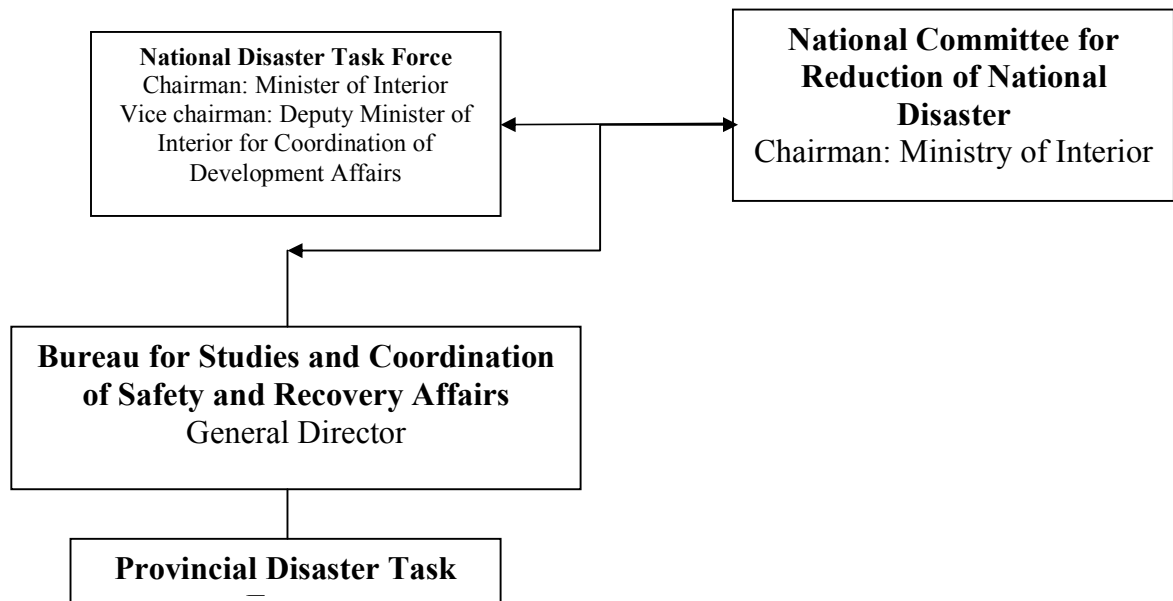 National Disaster Task Force
Chairman: Minister of Interior
Vice chairman: Deputy Minister of
Interior for Coordination of
Development Affairs
National Committee for
Reduction of National
Disaster
Chairman: Ministry of Interior
Bureau for Studies and Coordination
of Safety and Recovery Affairs
General Director
Provincial Disaster Task